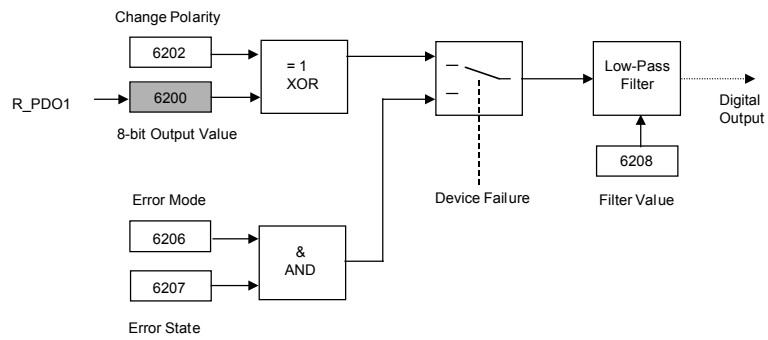 Change Polarity
6202
= 1
XOR
R_PDO1
6200
8-bit Output Value
Low-Pass
Filter
Digital
Output
6208
Device Failure
Filter Value
Error Mode
6206
&
AND
6207
Error State